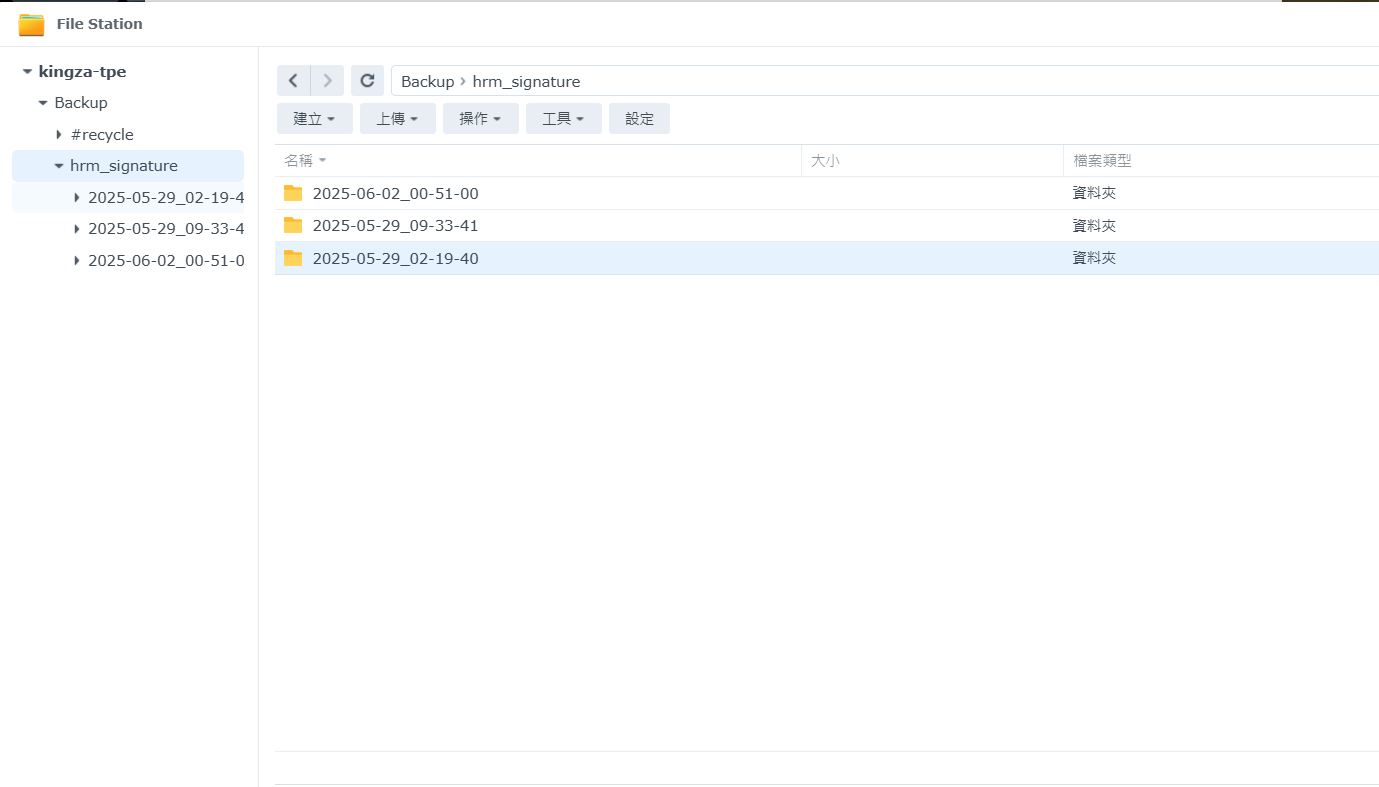 File Station
kingza-tpe
Backup
#recycle
hrm_signature
2025-05-29_02-19-4
2025-05-29_09-33-4
2025-06-02_00-51-0
Backup › hrm_signature
建立 上傳 操作 工具 設定
名稱 大小 檔案類型
2025-06-02_00-51-00 資料夾
2025-05-29_09-33-41 資料夾
2025-05-29_02-19-40 資料夾